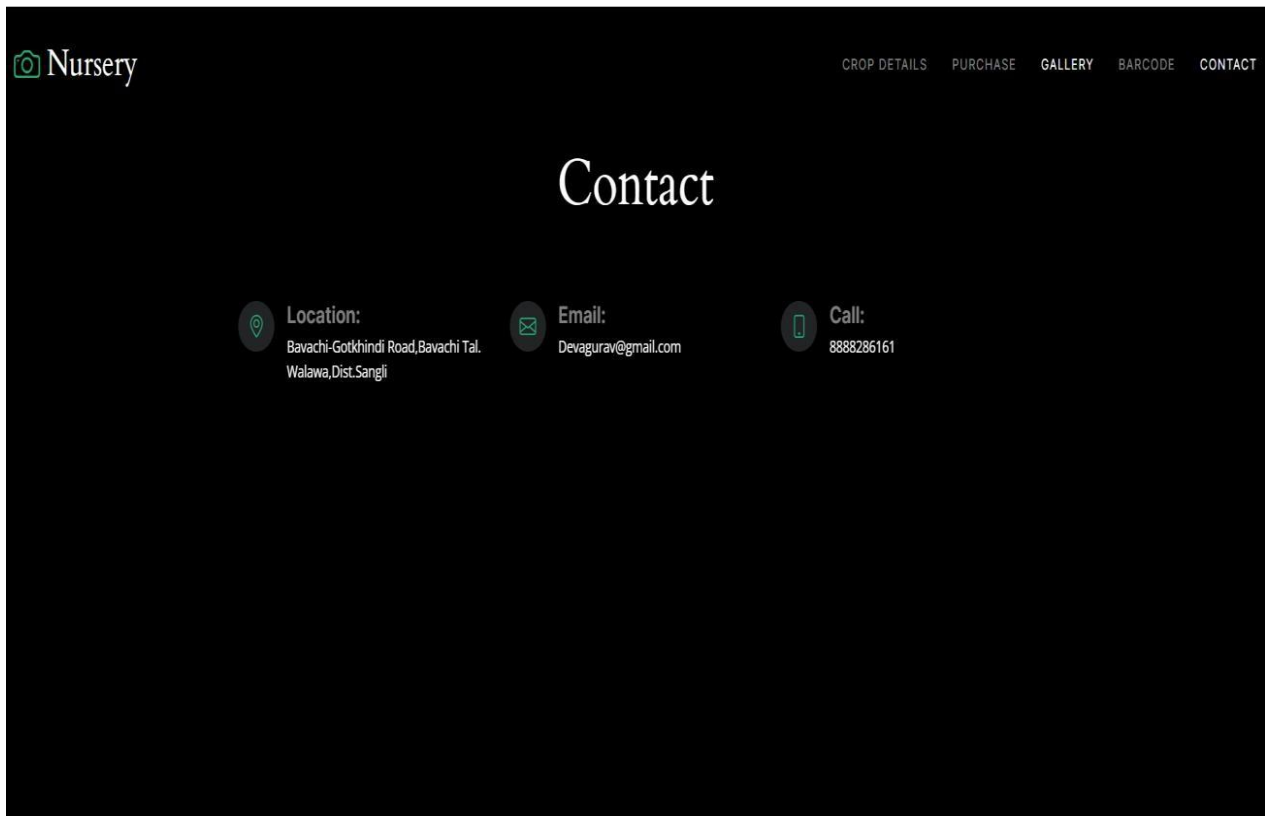 Nursery
CROP DETAILS PURCHASE GALLERY BARCODE CONTACT
Contact
Location:
Bavachi-Gotkhindi Road,Bavachi Tal.
Walawa,Dist.Sangli
Email:
Devagurav@gmail.com
Call:
8888286161